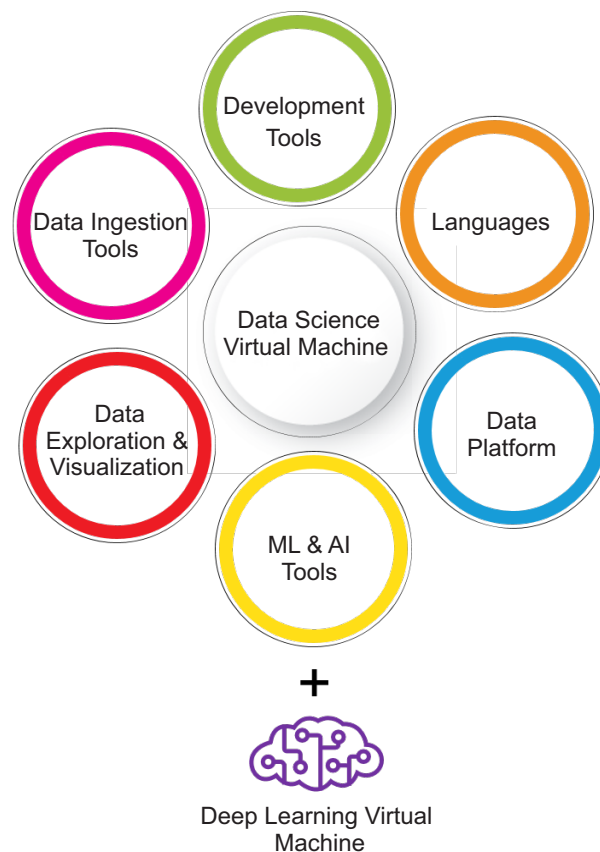 Development
Tools
Data Ingestion
Tools
Languages
Data Science
Virtual Machine
Data
Exploration &
Visualization
Data
Platform
ML & AI
Tools
+
Deep Learning Virtual
Machine